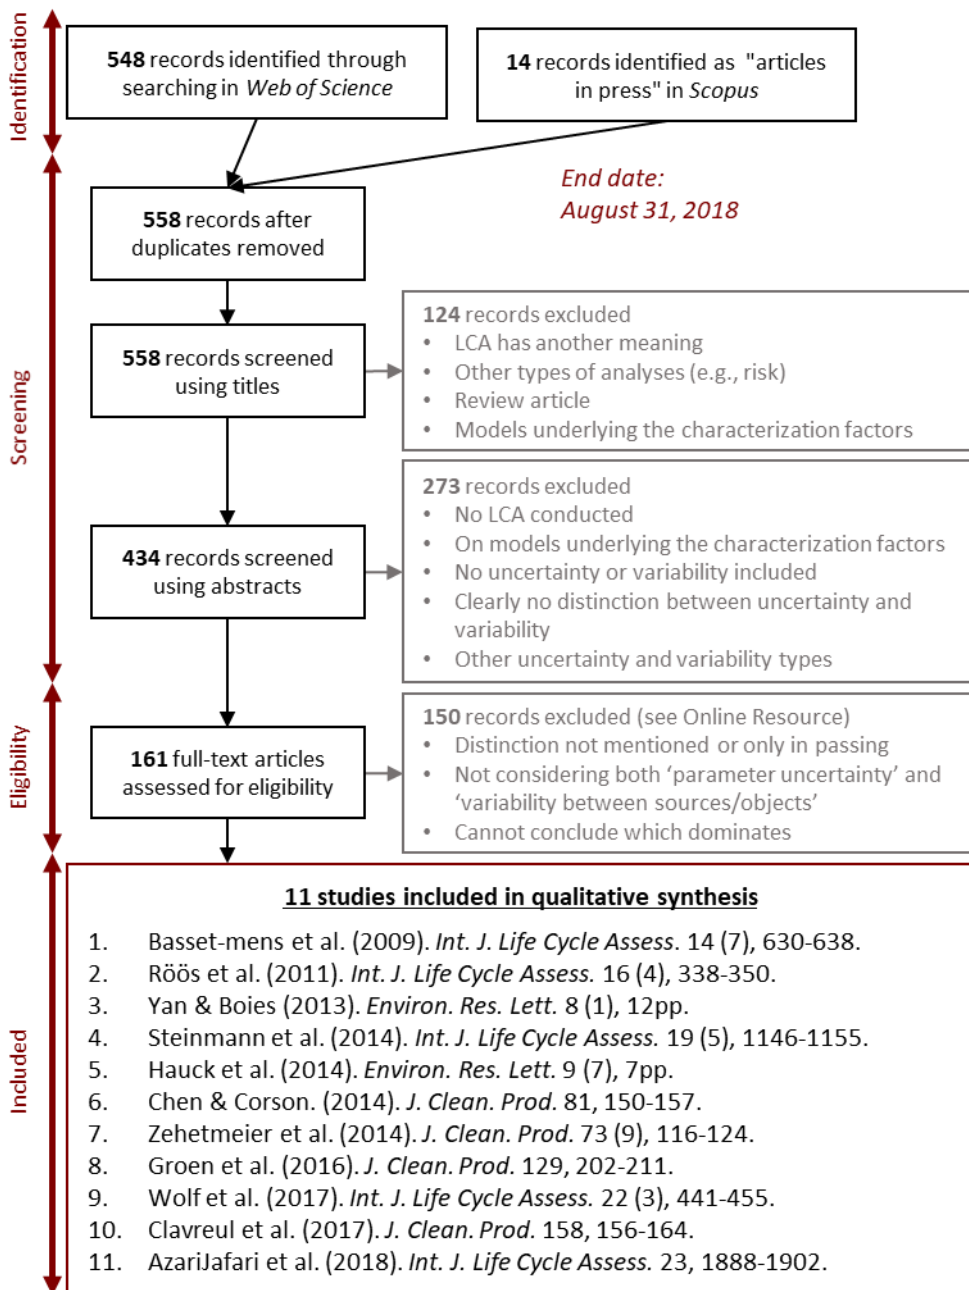 Identification
548 records identified through
searching in Web of Science
14 records identified as "articles
in press" in Scopus
End date:
August 31, 2018
Screening
558 records after
duplicates removed
558 records screened
using titles
124 records excluded
• LCA has another meaning
• Other types of analyses (e.g., risk)
• Review article
• Models underlying the characterization factors
434 records screened
using abstracts
273 records excluded
• No LCA conducted
• On models underlying the characterization factors
• No uncertainty or variability included
• Clearly no distinction between uncertainty and
variability
• Other uncertainty and variability types
Eligibility
161 full-text articles
assessed for eligibility
150 records excluded (see Online Resource)
• Distinction not mentioned or only in passing
• Not considering both ‘parameter uncertainty’ and
‘variability between sources/objects’
• Cannot conclude which dominates
Included
11 studies included in qualitative synthesis
1. Basset-mens et al. (2009). Int. J. Life Cycle Assess. 14 (7), 630-638.
2. Röös et al. (2011). Int. J. Life Cycle Assess. 16 (4), 338-350.
3. Yan & Boies (2013). Environ. Res. Lett. 8 (1), 12pp.
4. Steinmann et al. (2014). Int. J. Life Cycle Assess. 19 (5), 1146-1155.
5. Hauck et al. (2014). Environ. Res. Lett. 9 (7), 7pp.
6. Chen & Corson. (2014). J. Clean. Prod. 81, 150-157.
7. Zehetmeier et al. (2014). J. Clean. Prod. 73 (9), 116-124.
8. Groen et al. (2016). J. Clean. Prod. 129, 202-211.
9. Wolf et al. (2017). Int. J. Life Cycle Assess. 22 (3), 441-455.
10. Clavreul et al. (2017). J. Clean. Prod. 158, 156-164.
11. AzariJafari et al. (2018). Int. J. Life Cycle Assess. 23, 1888-1902.